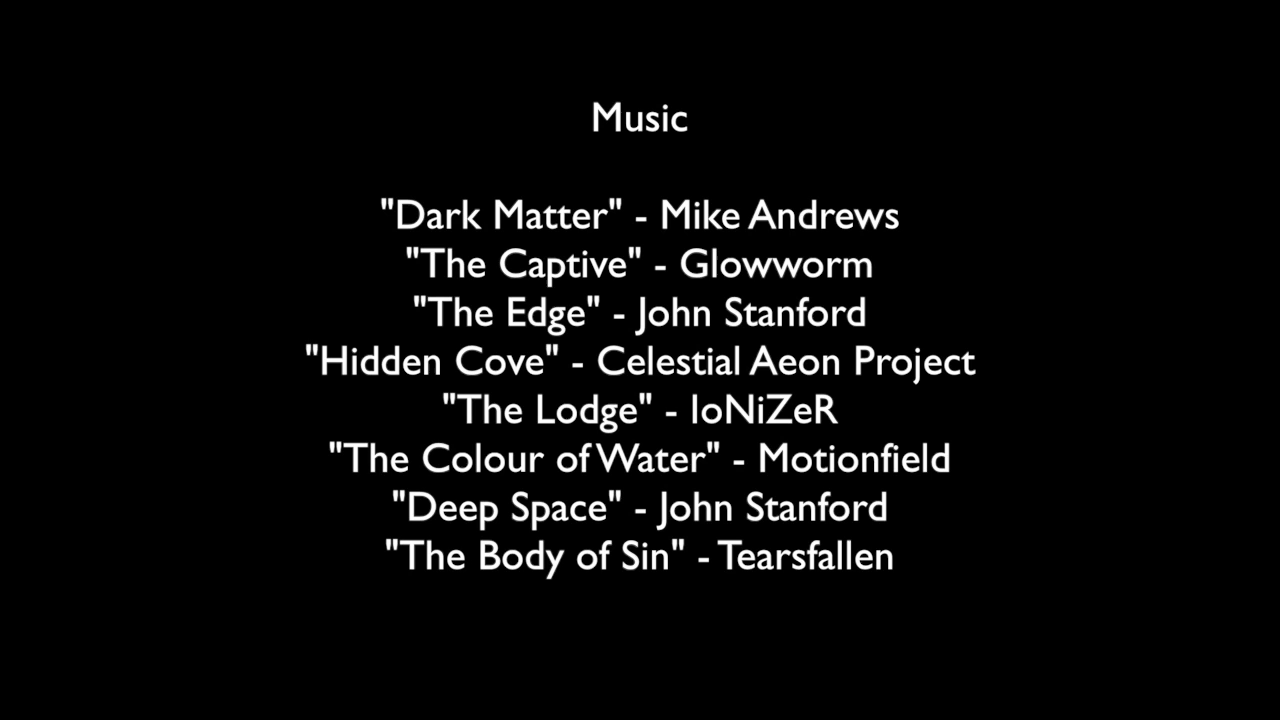 Music
"Dark Matter" - Mike Andrews
"The Captive" - Glowworm
"The Edge" - John Stanford
"Hidden Cove" - Celestial Aeon Project
"The Lodge" - IoNiZeR
"The Colour of Water" - Motionfield
"Deep Space" - John Stanford
"The Body of Sin" - Tearsfallen